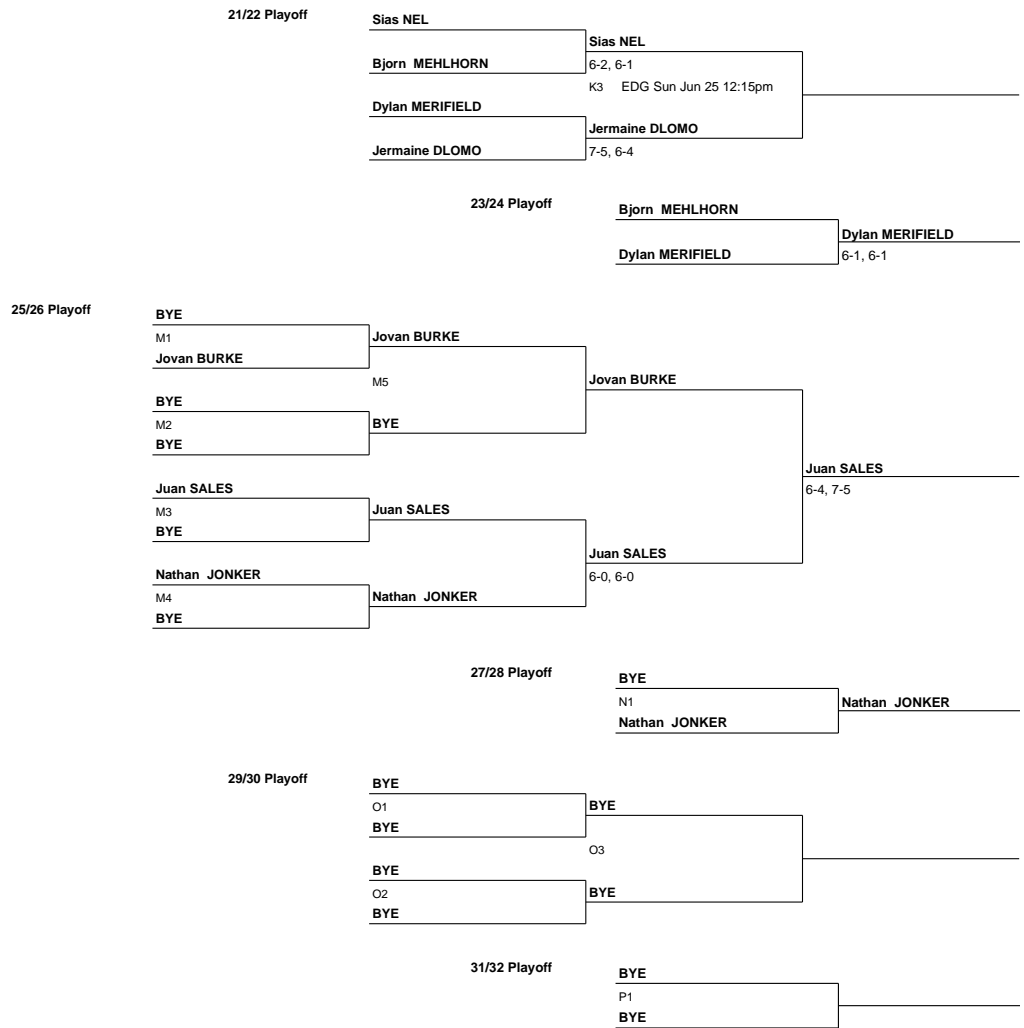 21/22 Playoff
Sias NEL
Sias NEL
Bjorn  MEHLHORN
6-2, 6-1
K3 EDG Sun Jun 25 12:15pm
Dylan MERIFIELD
Jermaine DLOMO
Jermaine DLOMO
7-5, 6-4
23/24 Playoff
Bjorn  MEHLHORN
Dylan MERIFIELD
Dylan MERIFIELD
6-1, 6-1
25/26 Playoff
BYE
M1
Jovan BURKE
Jovan BURKE
M5
Jovan BURKE
BYE
M2
BYE
BYE
Juan SALES
6-4, 7-5
Juan SALES
M3
Juan SALES
BYE
Juan SALES
6-0, 6-0
Nathan  JONKER
M4
Nathan  JONKER
BYE
27/28 Playoff
BYE
N1
Nathan  JONKER
Nathan  JONKER
29/30 Playoff
BYE
O1
BYE
BYE
O3
BYE
O2
BYE
BYE
31/32 Playoff
BYE
P1
BYE